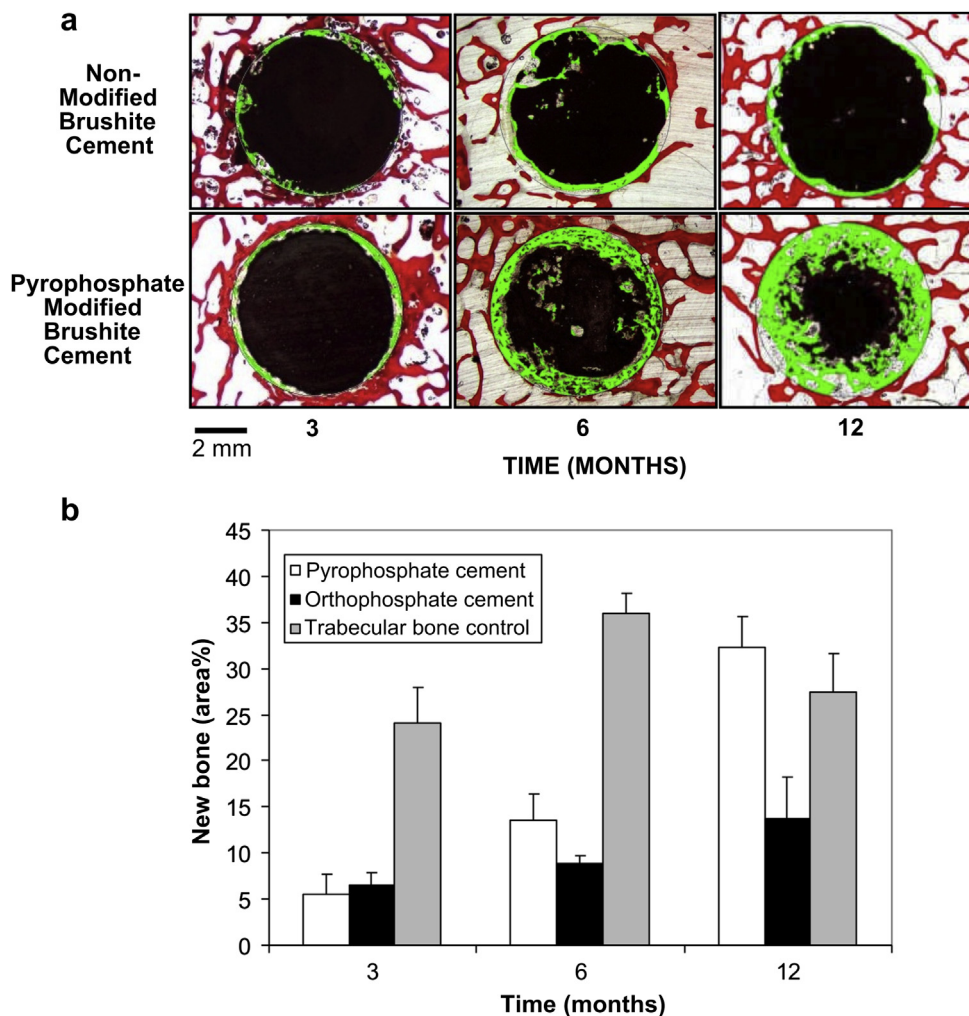 a
Non-
Modified
Brushite
Cement
Pyrophosphate
Modified
Brushite
Cement
2 mm
3
6
12
TIME (MONTHS)
b
New bone (area%)
45
40
35
30
25
20
15
10
5
0
Pyrophosphate cement
Orthophosphate cement
Trabecular bone control
3
6
12
Time (months)